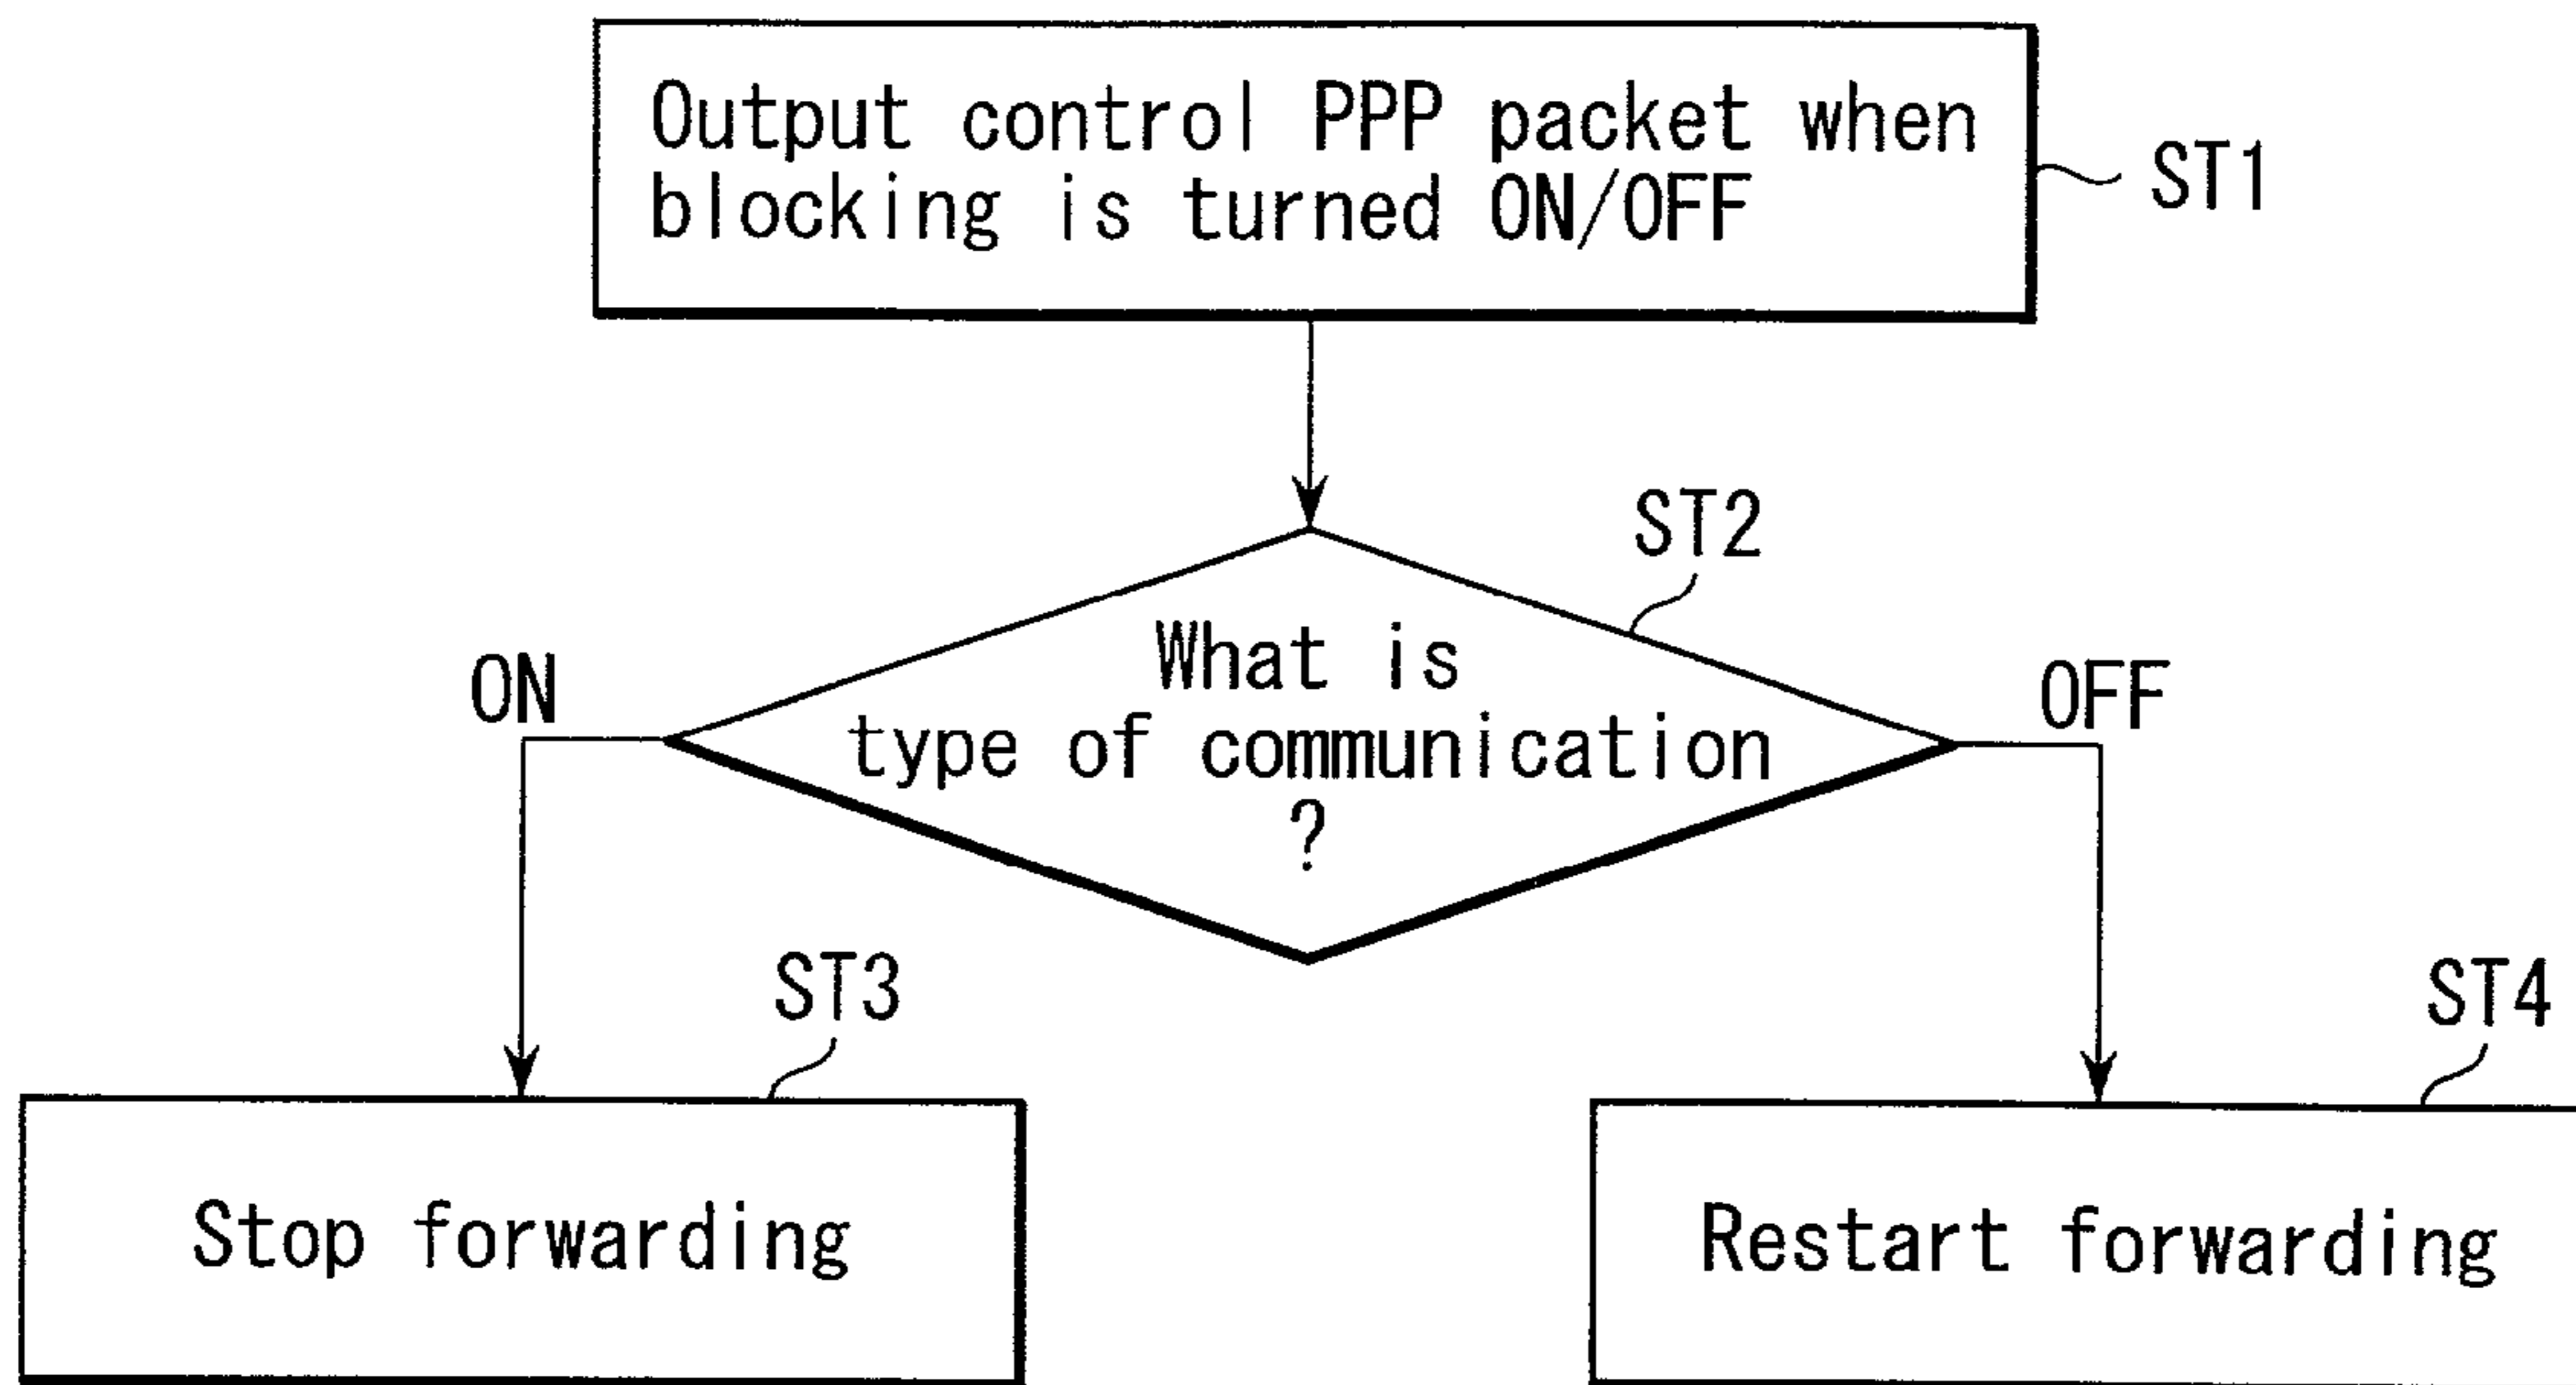 Output control PPP packet when
blocking is turned ON/OFF
ST1
ST2
What is
type of communication
?
ON
OFF
ST3
ST4
Stop forwarding
Restart forwarding